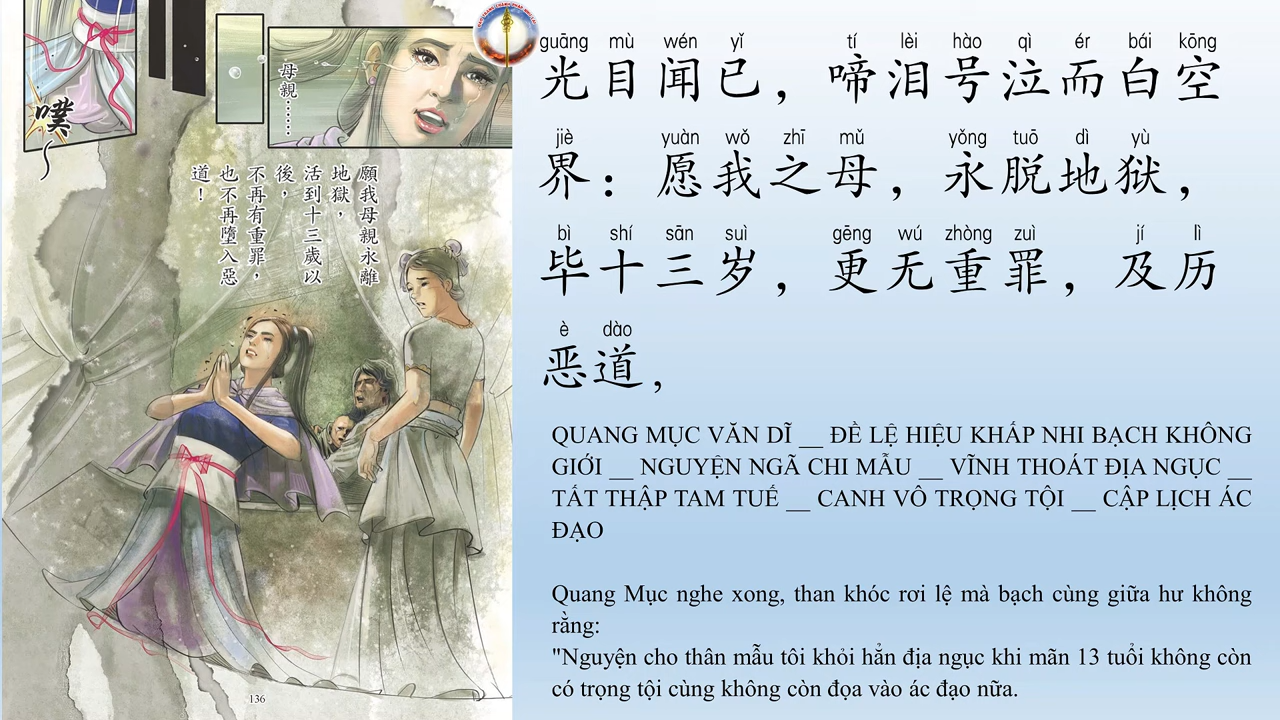 噗
母親……
願我母親永離
地獄，
活到十三歲以
後，
不再有重罪，
也不再墮入惡
道！
136
guāng mù wén yǐ tí lèi hào qì ér bái kōng
光目闻已，啼泪号泣而白空
jiè yuàn wǒ zhī mǔ yǒng tuō dì yù
界：愿我之母，永脱地狱，
bì shí sān suì gēng wú zhòng zuì jí lì
毕十三岁，更无重罪，及历
è dào
恶道，
QUANG MỤC VĂN DĨ __ ĐỀ LỆ HIỆU KHẤP NHI BẠCH KHÔNG
GIỚI __ NGUYỆN NGÃ CHI MẪU __ VĨNH THOÁT ĐỊA NGỤC __
TẤT THẬP TAM TUẾ __ CANH VÔ TRỌNG TỘI __ CẬP LỊCH ÁC
ĐẠO
Quang Mục nghe xong, than khóc rơi lệ mà bạch cùng giữa hư không
rằng:
"Nguyện cho thân mẫu tôi khỏi hẳn địa ngục khi mãn 13 tuổi không còn
có trọng tội cùng không còn đọa vào ác đạo nữa.